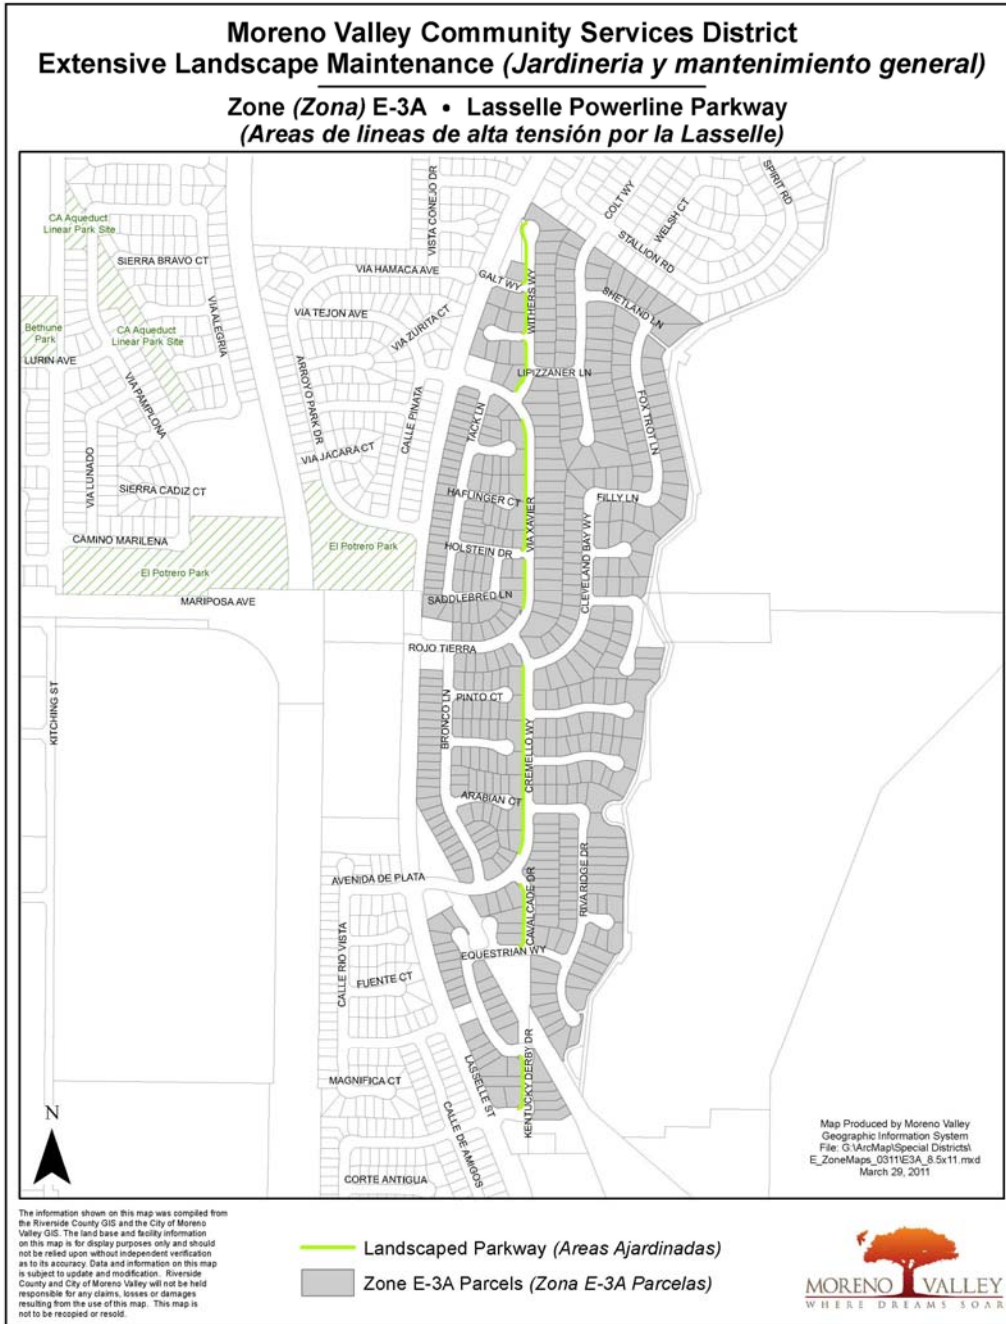 Moreno Valley Community Services District
Extensive Landscape Maintenance (Jardineria y mantenimiento general)
Zone (Zona) E-3A • Lasselle Powerline Parkway
(Areas de lineas de alta tensión por la Lasselle)
CA Aqueduct
Linear Park Site
SIERRA BRAVO CT
VIA ALEGRIA
Bethune
Park
CA Aqueduct
Linear Park Site
LURIN AVE
VIA PAMPLONA
VIA LUNADO
SIERRA CADIZ CT
CAMINO MARILENA
El Potrero Park
El Potrero Park
MARIPOSA AVE
KITCHING ST
VISTA CONEJO DR
VIA HAMACA AVE
VIA TEJON AVE
VIA ZURITA CT
ARROYO PARK DR
CALLE PINATA
VIA JACARA CT
COLT WY
WELSH CT
SPIRIT RD
STALLION RD
GALT WY
WITHERS WY
SHETLAND LN
LIPIZZANER LN
FOX TROT LN
TACK LN
HAFLINGER CT
VIA XAVIER
FILLY LN
HOLSTEIN DR
CLEVELAND BAY WY
SADDLEBRED LN
ROJO TIERRA
BRONCO LN
PINTO CT
CREMELLO WY
ARABIAN CT
AVENIDA DE PLATA
CAVALCADE DR
RIVA RIDGE DR
EQUESTRIAN WY
CALLE RIO VISTA
FUENTE CT
KENTUCKY DERBY DR
LASSELLE ST
MAGNIFICA CT
CALLE DE AMIGOS
CORTE ANTIGUA
N
Map Produced by Moreno Valley
Geographic Information System
File: G:\ArcMap\Special Districts\
E_ZoneMaps_0311\E3A_8.5x11.mxd
March 29, 2011
The information shown on this map was compiled from
the Riverside County GIS and the City of Moreno
Valley GIS. The land base and facility information
on this map is for display purposes only and should
not be relied upon without independent verification
as to its accuracy. Data and information on this map
is subject to update and modification. Riverside
County and City of Moreno Valley will not be held
responsible for any claims, losses or damages
resulting from the use of this map. This map is
not to be recopied or resold.
Landscaped Parkway (Areas Ajardinadas)
Zone E-3A Parcels (Zona E-3A Parcelas)
MORENO VALLEY
WHERE DREAMS SOAR